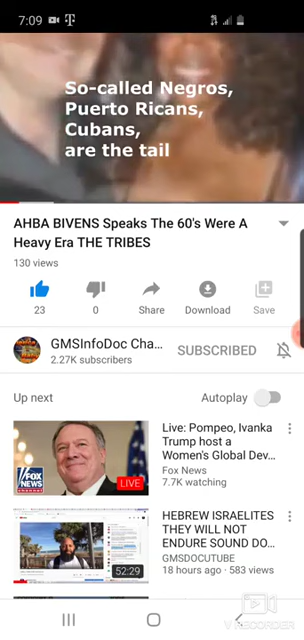 7:09
So-called Negros,
Puerto Ricans,
Cubans,
are the tail
AHBA BIVENS Speaks The 60's Were A
Heavy Era THE TRIBES
130 views
23
0
Share
Download
Save
GMSInfoDoc Cha...
2.27K subscribers
SUBSCRIBED
Up next
Autoplay
FOX
NEWS
LIVE
Live: Pompeo, Ivanka
Trump host a
Women's Global Dev...
Fox News
7.7K watching
52:29
HEBREW ISRAELITES
THEY WILL NOT
ENDURE SOUND DO...
GMSDOCUTUBE
18 hours ago · 583 views
V RECORDER